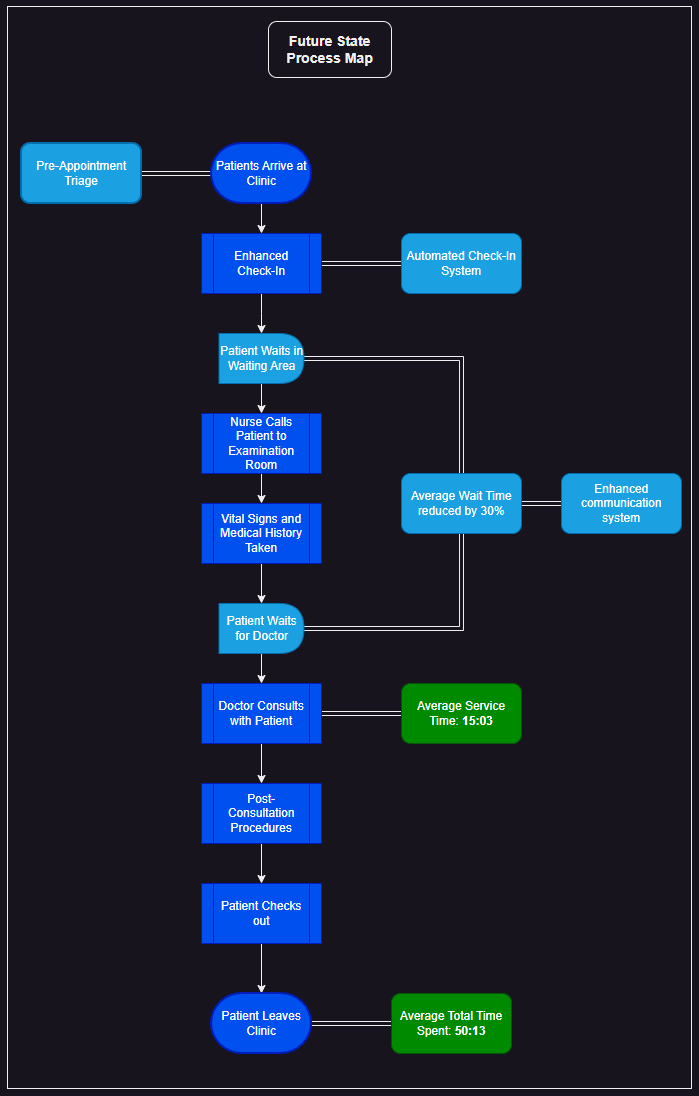 Future State
Process Map
Pre-Appointment
Triage
Patients Arrive at
Clinic
Enhanced
Check-In
Automated Check-In
System
Patient Waits in
Waiting Area
Nurse Calls
Patient to
Examination
Room
Average Wait Time
reduced by 30%
Enhanced
communication
system
Vital Signs and
Medical History
Taken
Patient Waits
for Doctor
Doctor Consults
with Patient
Average Service
Time: 15:03
Post-
Consultation
Procedures
Patient Checks
out
Patient Leaves
Clinic
Average Total Time
Spent: 50:13